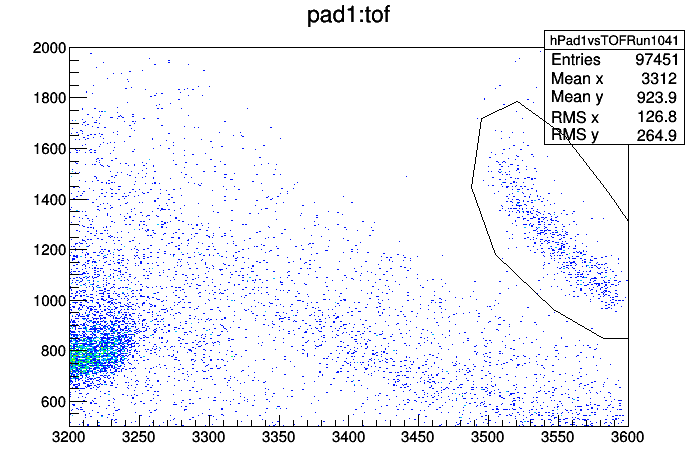 pad1:tof
hPad1vsTOFRun1041
Entries 97451
Mean x 3312
Mean y 923.9
RMS x 126.8
RMS y 264.9
2000
1800
1600
1400
1200
1000
800
600
3200 3250 3300 3350 3400 3450 3500 3550 3600